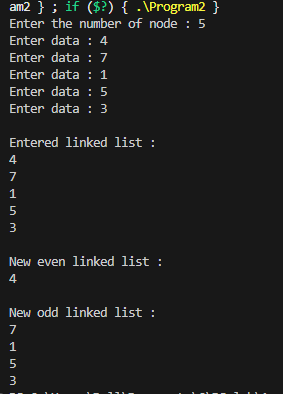 am2 } ; if ($?) { .\Program2 }
Enter the number of node : 5
Enter data : 4
Enter data : 7
Enter data : 1
Enter data : 5
Enter data : 3
Entered linked list :
4
7
1
5
3
New even linked list :
4
New odd linked list :
7
1
5
3